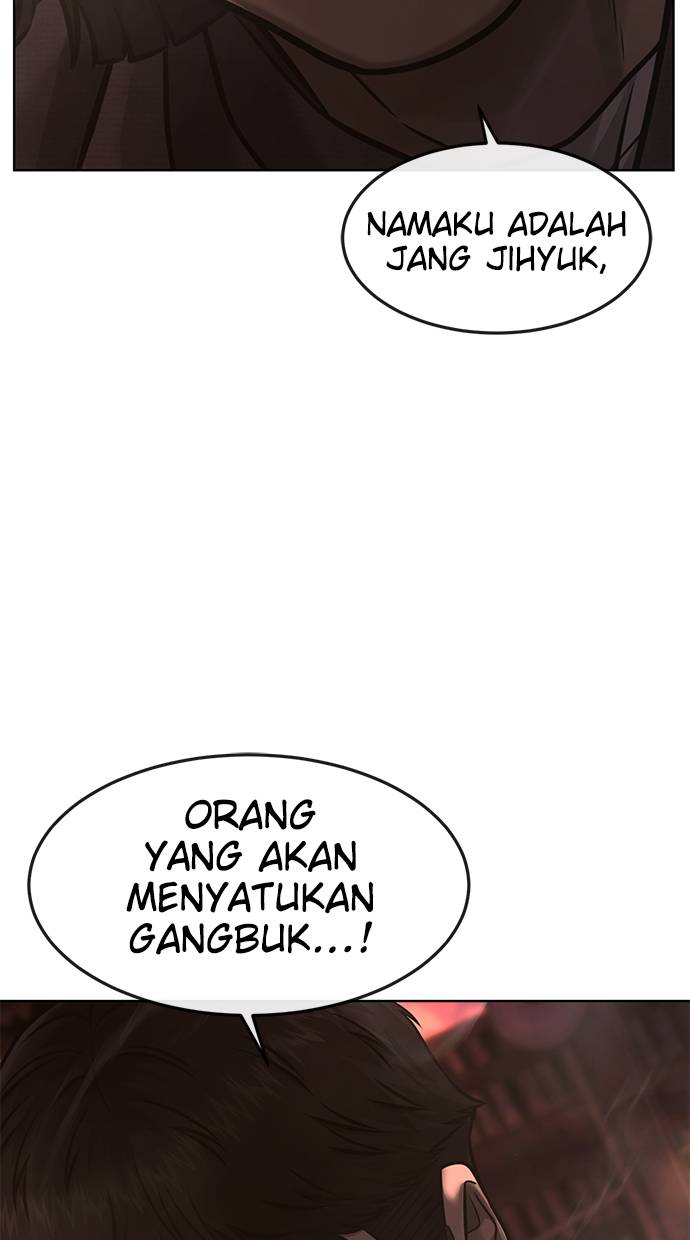 NAMAKU ADALAH
JANG JIHYUK,
ORANG
YANG AKAN
MENYATUKAN
GANGBUK...!